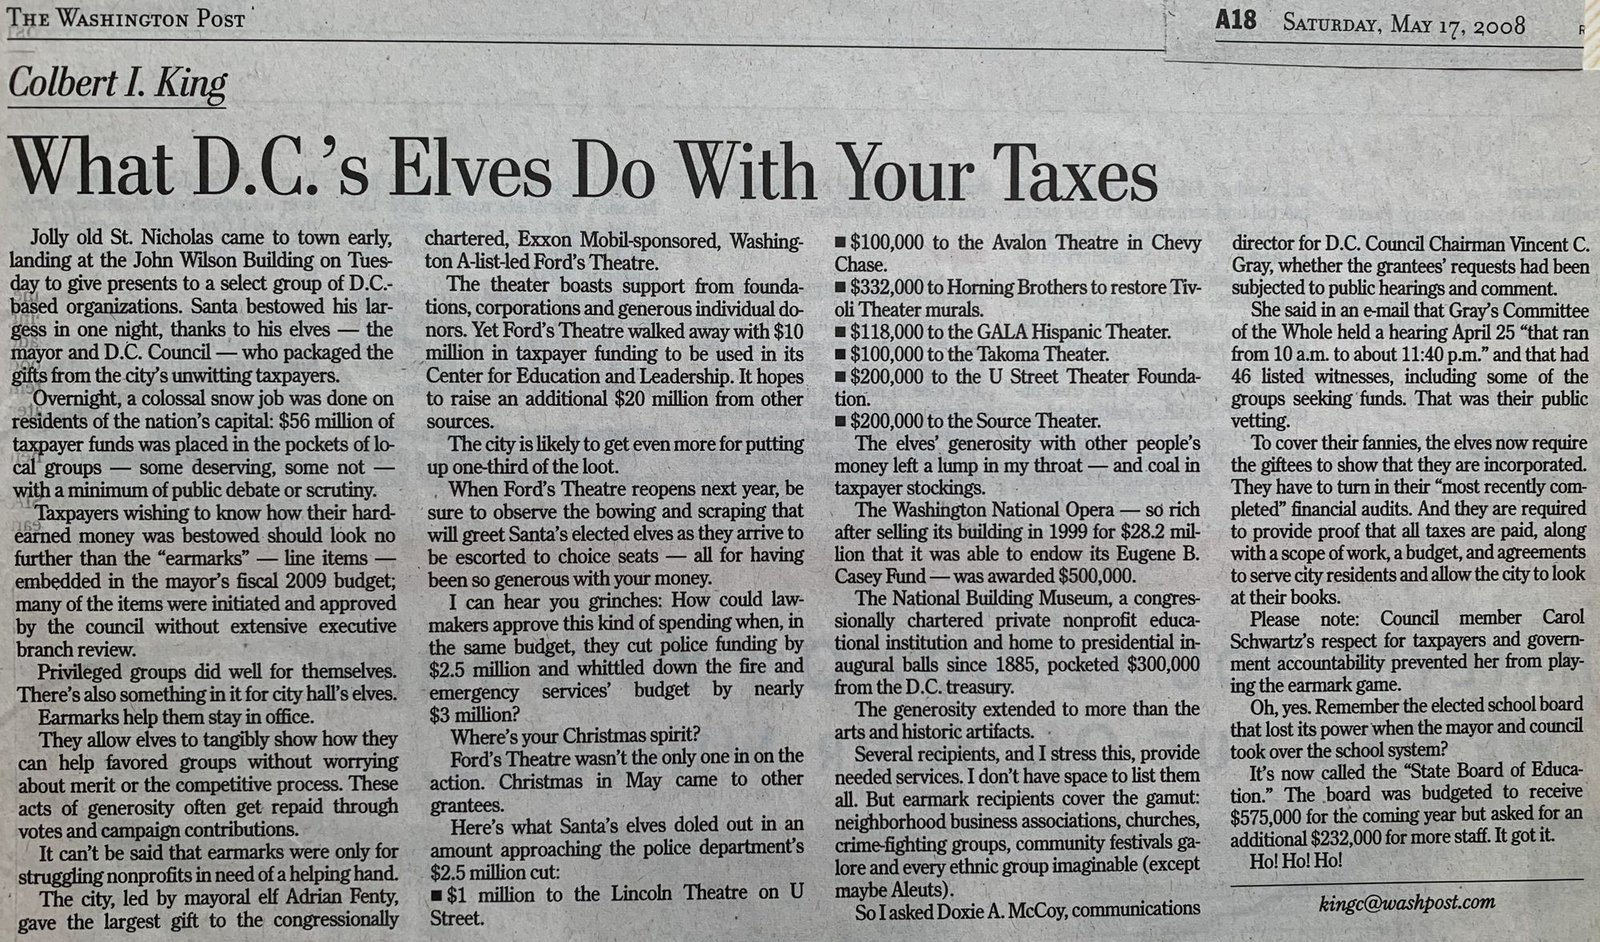 THE WASHINGTON POST
A18 SATURDAY, MAY 17, 2008
Colbert I. King
What D.C.'s Elves Do With Your Taxes
Jolly old St. Nicholas came to town early,
landing at the John Wilson Building on Tues-
day to give presents to a select group of D.C.-
based organizations. Santa bestowed his lar-
gess in one night, thanks to his elves — the
mayor and D.C. Council — who packaged the
gifts from the city's unwitting taxpayers.
Overnight, a colossal snow job was done on
residents of the nation's capital: $56 million of
taxpayer funds was placed in the pockets of lo-
cal groups — some deserving, some not —
with a minimum of public debate or scrutiny.
Taxpayers wishing to know how their hard-
earned money was bestowed should look no
further than the "earmarks" — line items —
embedded in the mayor's fiscal 2009 budget;
many of the items were initiated and approved
by the council without extensive executive
branch review.
Privileged groups did well for themselves.
There's also something in it for city hall's elves.
Earmarks help them stay in office.
They allow elves to tangibly show how they
can help favored groups without worrying
about merit or the competitive process. These
acts of generosity often get repaid through
votes and campaign contributions.
It can't be said that earmarks were only for
struggling nonprofits in need of a helping hand.
The city, led by mayoral elf Adrian Fenty,
gave the largest gift to the congressionally
chartered, Exxon Mobil-sponsored, Washing-
ton A-list-led Ford's Theatre.
The theater boasts support from founda-
tions, corporations and generous individual do-
nors. Yet Ford's Theatre walked away with $10
million in taxpayer funding to be used in its
Center for Education and Leadership. It hopes
to raise an additional $20 million from other
sources.
The city is likely to get even more for putting
up one-third of the loot.
When Ford's Theatre reopens next year, be
sure to observe the bowing and scraping that
will greet Santa's elected elves as they arrive to
be escorted to choice seats — all for having
been so generous with your money.
I can hear you grinches: How could law-
makers approve this kind of spending when, in
the same budget, they cut police funding by
$2.5 million and whittled down the fire and
emergency services' budget by nearly
$3 million?
Where's your Christmas spirit?
Ford's Theatre wasn't the only one in on the
action. Christmas in May came to other
grantees.
Here's what Santa's elves doled out in an
amount approaching the police department's
$2.5 million cut:
■ $1 million to the Lincoln Theatre on U
Street.
■ $100,000 to the Avalon Theatre in Chevy
Chase.
■ $332,000 to Horning Brothers to restore Tiv-
oli Theater murals.
■ $118,000 to the GALA Hispanic Theater.
■ $100,000 to the Takoma Theater.
■ $200,000 to the U Street Theater Founda-
tion.
■ $200,000 to the Source Theater.
The elves' generosity with other people's
money left a lump in my throat — and coal in
taxpayer stockings.
The Washington National Opera — so rich
after selling its building in 1999 for $28.2 mil-
lion that it was able to endow its Eugene B.
Casey Fund — was awarded $500,000.
The National Building Museum, a congres-
sionally chartered private nonprofit educa-
tional institution and home to presidential in-
augural balls since 1885, pocketed $300,000
from the D.C. treasury.
The generosity extended to more than the
arts and historic artifacts.
Several recipients, and I stress this, provide
needed services. I don't have space to list them
all. But earmark recipients cover the gamut:
neighborhood business associations, churches,
crime-fighting groups, community festivals ga-
lore and every ethnic group imaginable (except
maybe Aleuts).
So I asked Doxie A. McCoy, communications
director for D.C. Council Chairman Vincent C.
Gray, whether the grantees' requests had been
subjected to public hearings and comment.
She said in an e-mail that Gray's Committee
of the Whole held a hearing April 25 "that ran
from 10 a.m. to about 11:40 p.m." and that had
46 listed witnesses, including some of the
groups seeking funds. That was their public
vetting.
To cover their fannies, the elves now require
the giftees to show that they are incorporated.
They have to turn in their "most recently com-
pleted" financial audits. And they are required
to provide proof that all taxes are paid, along
with a scope of work, a budget, and agreements
to serve city residents and allow the city to look
at their books.
Please note: Council member Carol
Schwartz's respect for taxpayers and govern-
ment accountability prevented her from play-
ing the earmark game.
Oh, yes. Remember the elected school board
that lost its power when the mayor and council
took over the school system?
It's now called the "State Board of Educa-
tion." The board was budgeted to receive
$575,000 for the coming year but asked for an
additional $232,000 for more staff. It got it.
Ho! Ho! Ho!
kingc@washpost.com